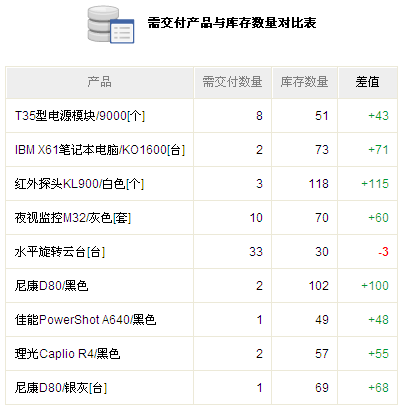 需交付产品与库存数量对比表
产品 需交付数量 库存数量 差值
T35型电源模块/9000[个] 8 51 +43
IBM X61笔记本电脑/KO1600[台] 2 73 +71
红外探头KL900/白色[个] 3 118 +115
夜视监控M32/灰色[套] 10 70 +60
水平旋转云台[台] 33 30 -3
尼康D80/黑色 2 102 +100
佳能PowerShot A640/黑色 1 49 +48
理光Caplio R4/黑色 2 57 +55
尼康D80/银灰[台] 1 69 +68